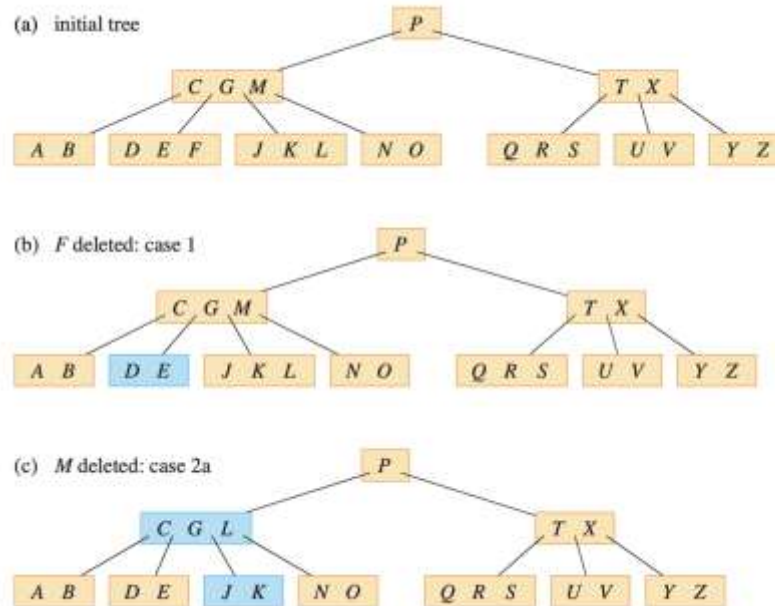 (a) initial tree
P
C G M T X
A B D E F J K L N O Q R S U V Y Z
(b) F deleted: case 1
P
C G M T X
A B D E J K L N O Q R S U V Y Z
(c) M deleted: case 2a
P
C G L T X
A B D E J K N O Q R S U V Y Z